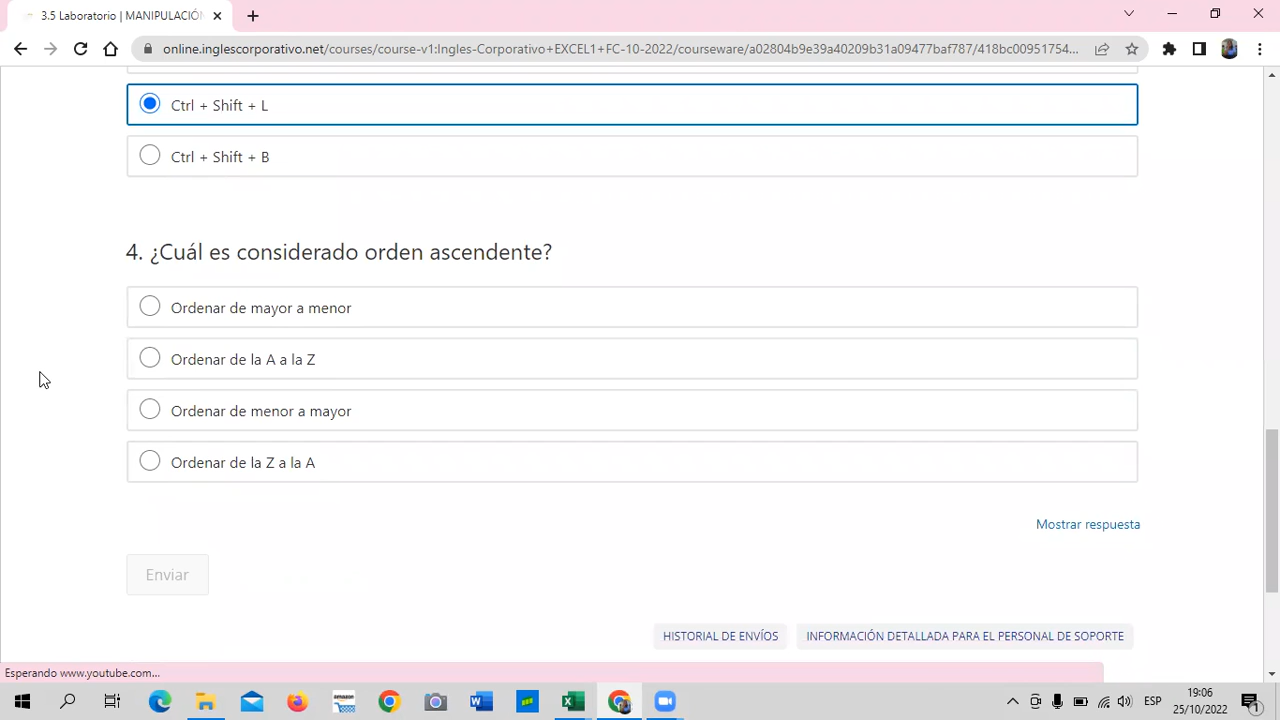 3.5 Laboratorio | MANIPULACIÓN
online.inglescorporativo.net/courses/course-v1:Ingles-Corporativo+EXCEL1+FC-10-2022/courseware/a02804b9e39a40209b31a09477baf787/418bc00951754...
Ctrl + Shift + L
Ctrl + Shift + B
4. ¿Cuál es considerado orden ascendente?
Ordenar de mayor a menor
Ordenar de la A a la Z
Ordenar de menor a mayor
Ordenar de la Z a la A
Mostrar respuesta
Enviar
HISTORIAL DE ENVÍOS
INFORMACIÓN DETALLADA PARA EL PERSONAL DE SOPORTE
Esperando www.youtube.com...
ESP
19:06
25/10/2022